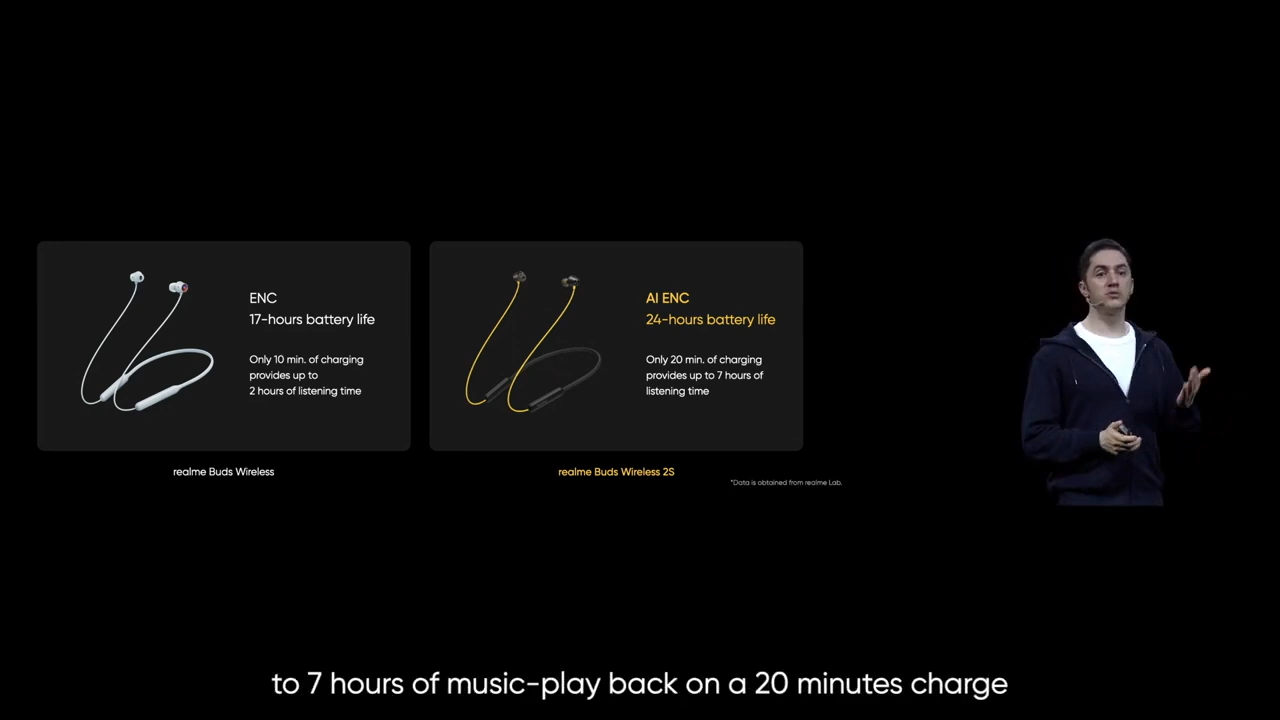 ENC
17-hours battery life
Only 10 min. of charging
provides up to
2 hours of listening time
realme Buds Wireless
AI ENC
24-hours battery life
Only 20 min. of charging
provides up to 7 hours of
listening time
realme Buds Wireless 2S
*Data is obtained from realme Lab.
to 7 hours of music-play back on a 20 minutes charge